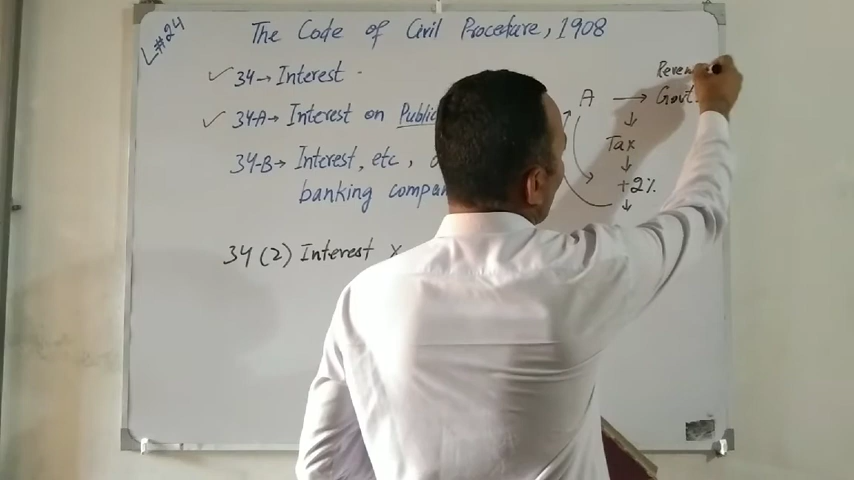 L#24
The Code of Civil Procedure, 1908
34→ Interest
34-A→ Interest on Public
34-B→ Interest, etc,
banking compan
34(2) Interest x
Reven
A → Govt.
Tax
+2%